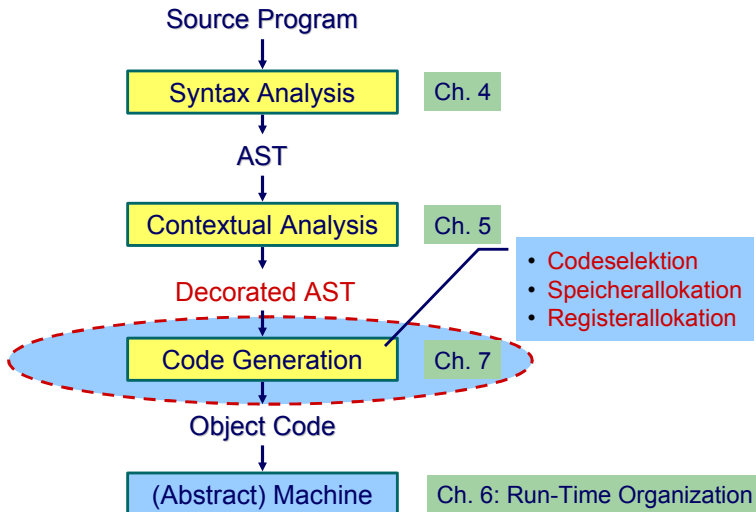 Source Program
Syntax Analysis
Ch. 4
AST
Contextual Analysis
Ch. 5
• Codeselektion
• Speicherallokation
• Registerallokation
Decorated AST
Code Generation
Ch. 7
Object Code
(Abstract) Machine
Ch. 6: Run-Time Organization